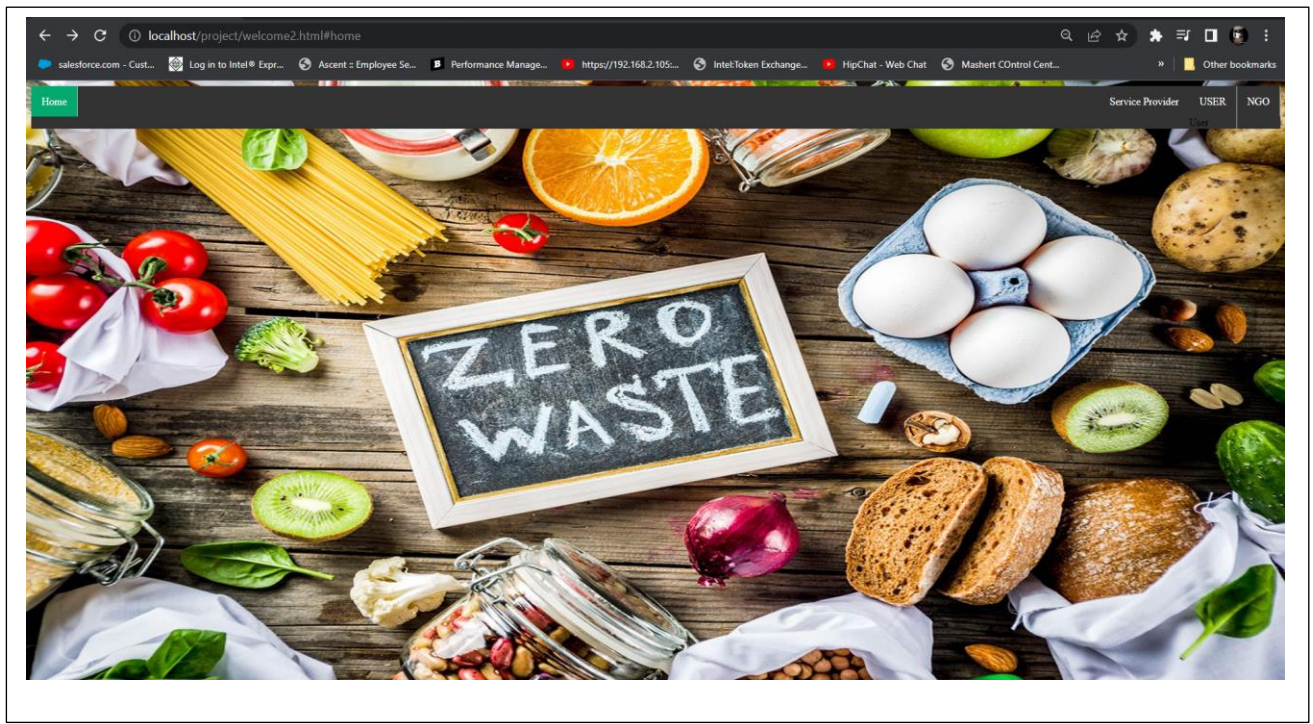 localhost/project/welcome2.html#home
salesforce.com - Cust... Log in to Intel® Expr... Ascent :: Employee Se... Performance Manage... https://192.168.2.105:... Intel:Token Exchange... HipChat - Web Chat Mashert COntrol Cent... » Other bookmarks
Home Service Provider USER NGO
User
ZERO
WASTE